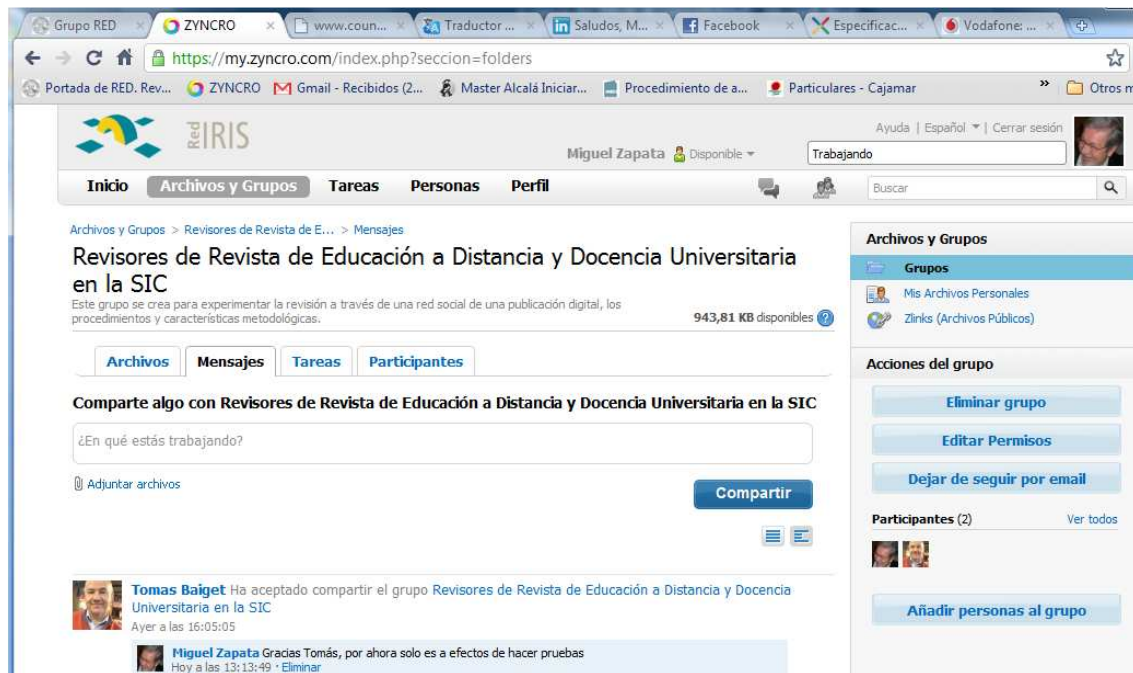 Grupo RED
ZYNCRO
www.coun...
Traductor ...
Saludos, M...
Facebook
Especificac...
Vodafone: ...
https://my.zyncro.com/index.php?seccion=folders
Portada de RED. Rev...
ZYNCRO
Gmail - Recibidos (2...
Master Alcalá Iniciar...
Procedimiento de a...
Particulares - Cajamar
»
Otros m
Red IRIS
Ayuda | Español | Cerrar sesión
Miguel Zapata Disponible
Trabajando
Inicio Archivos y Grupos Tareas Personas Perfil
Buscar
Archivos y Grupos > Revisores de Revista de E... > Mensajes
Revisores de Revista de Educación a Distancia y Docencia Universitaria
en la SIC
Este grupo se crea para experimentar la revisión a través de una red social de una publicación digital, los
procedimientos y características metodológicas.
943,81 KB disponibles ?
Archivos Mensajes Tareas Participantes
Comparte algo con Revisores de Revista de Educación a Distancia y Docencia Universitaria en la SIC
¿En qué estás trabajando?
Adjuntar archivos
Compartir
Tomas Baiget Ha aceptado compartir el grupo Revisores de Revista de Educación a Distancia y Docencia
Universitaria en la SIC
Ayer a las 16:05:05
Miguel Zapata Gracias Tomás, por ahora solo es a efectos de hacer pruebas
Hoy a las 13:13:49 · Eliminar
Archivos y Grupos
Grupos
Mis Archivos Personales
Zlinks (Archivos Públicos)
Acciones del grupo
Eliminar grupo
Editar Permisos
Dejar de seguir por email
Participantes (2) Ver todos
Añadir personas al grupo